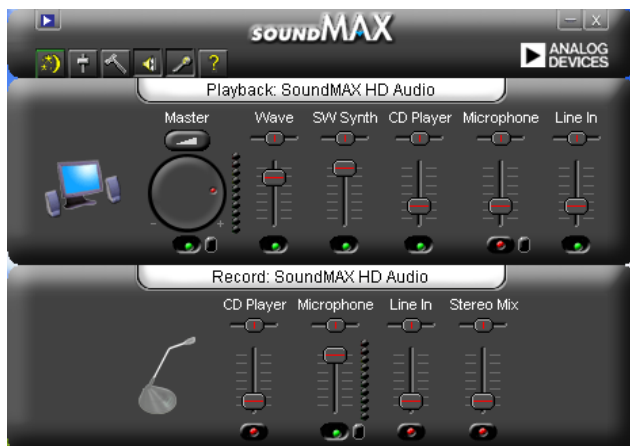 SOUNDMAX
ANALOG
DEVICES
?
Playback: SoundMAX HD Audio
Master Wave SW Synth CD Player Microphone Line In
- +
Record: SoundMAX HD Audio
CD Player Microphone Line In Stereo Mix